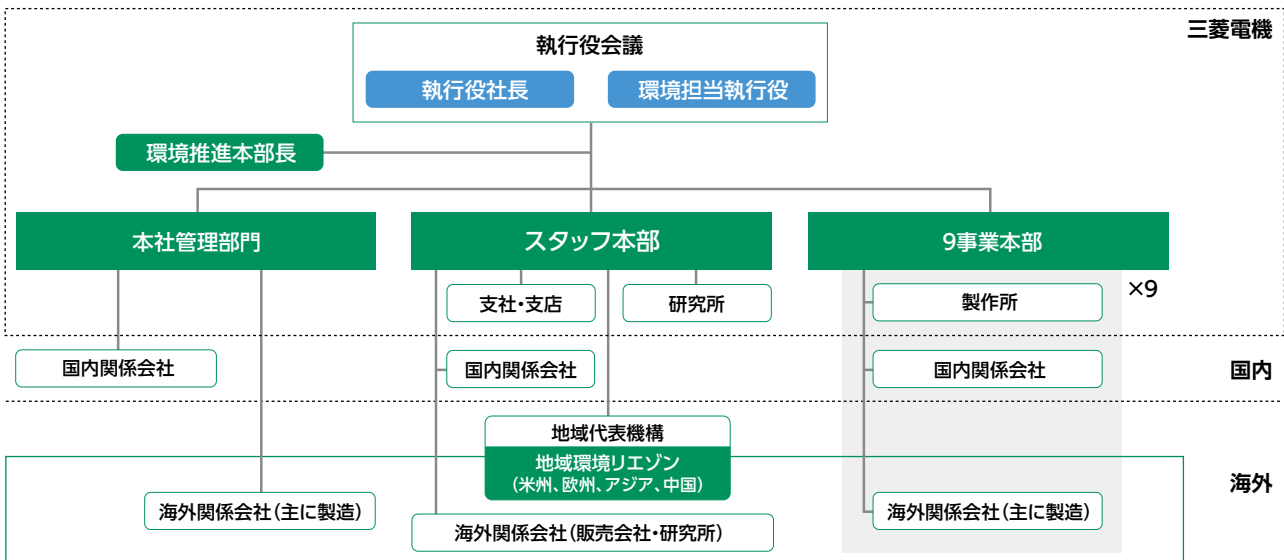 三菱電機
執行役会議
執行役社長
環境担当執行役
環境推進本部長
本社管理部門
スタッフ本部
9事業本部
支社・支店
研究所
製作所
×9
国内関係会社
国内関係会社
国内関係会社
国内
地域代表機構
地域環境リエゾン
（米州、欧州、アジア、中国）
海外
海外関係会社（主に製造）
海外関係会社（販売会社・研究所）
海外関係会社（主に製造）